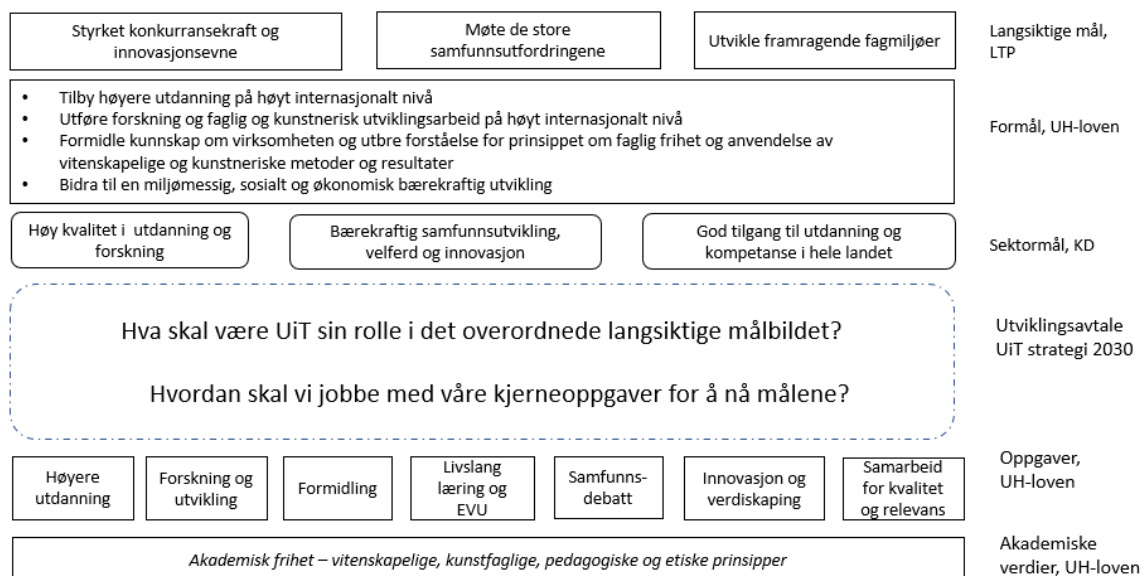 Styrket konkurransekraft og
innovasjonsevne
Møte de store
samfunnsutfordringene
Utvikle framragende fagmiljøer
Langsiktige mål,
LTP
• Tilby høyere utdanning på høyt internasjonalt nivå
• Utføre forskning og faglig og kunstnerisk utviklingsarbeid på høyt internasjonalt nivå
• Formidle kunnskap om virksomheten og utbre forståelse for prinsippet om faglig frihet og anvendelse av
vitenskapelige og kunstneriske metoder og resultater
• Bidra til en miljømessig, sosialt og økonomisk bærekraftig utvikling
Formål, UH-loven
Høy kvalitet i utdanning og
forskning
Bærekraftig samfunnsutvikling,
velferd og innovasjon
God tilgang til utdanning og
kompetanse i hele landet
Sektormål, KD
Hva skal være UiT sin rolle i det overordnede langsiktige målbildet?
Hvordan skal vi jobbe med våre kjerneoppgaver for å nå målene?
Utviklingsavtale
UiT strategi 2030
Høyere
utdanning
Forskning og
utvikling
Formidling
Livslang
læring og
EVU
Samfunns-
debatt
Innovasjon og
verdiskaping
Samarbeid
for kvalitet
og relevans
Oppgaver,
UH-loven
Akademisk frihet – vitenskapelige, kunstfaglige, pedagogiske og etiske prinsipper
Akademiske
verdier, UH-loven